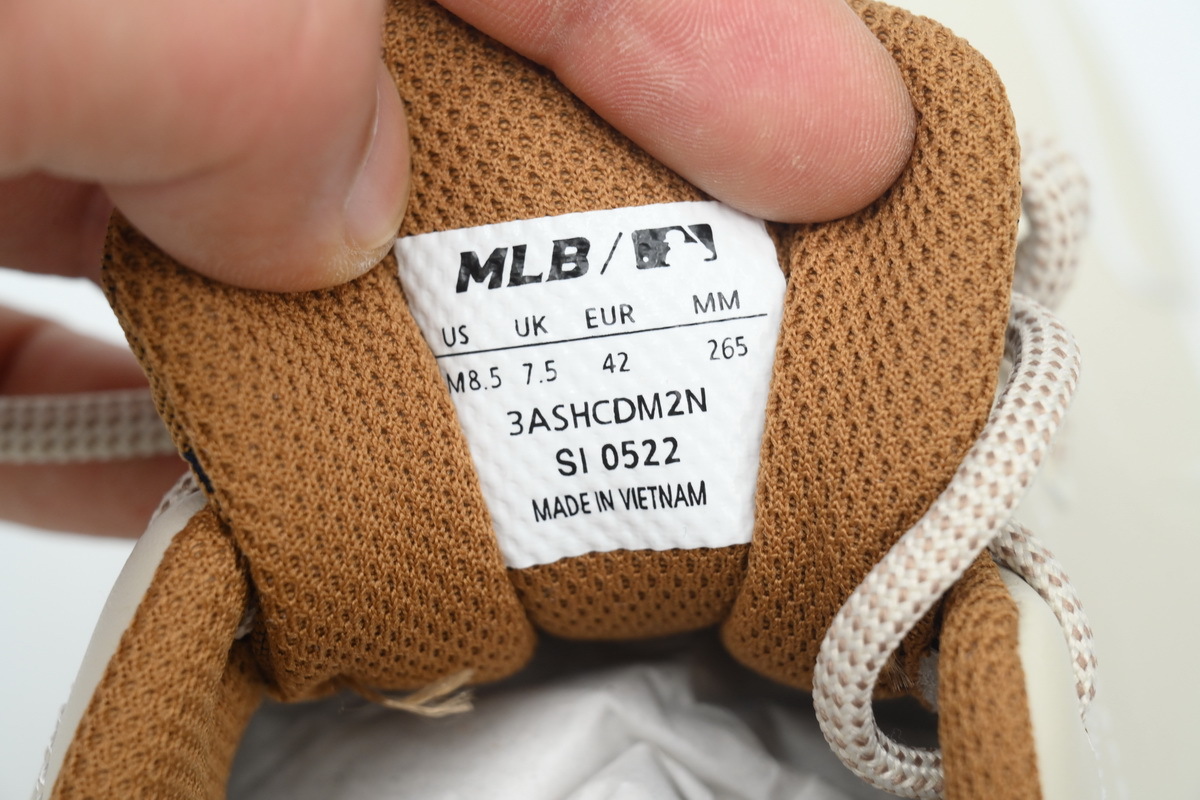 MLB /
US UK EUR MM
M8.5 7.5 42 265
3ASHCDM2N
SI 0522
MADE IN VIETNAM